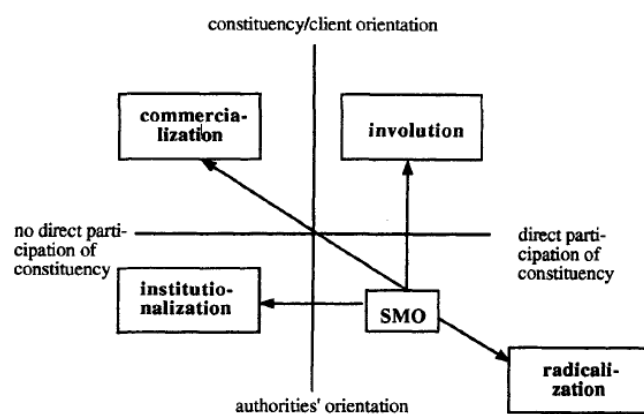 constituency/client orientation
commercia-
lization
involution
no direct parti-
cipation of
constituency
direct parti-
cipation of
constituency
institutio-
nalization
SMO
radicali-
zation
authorities' orientation